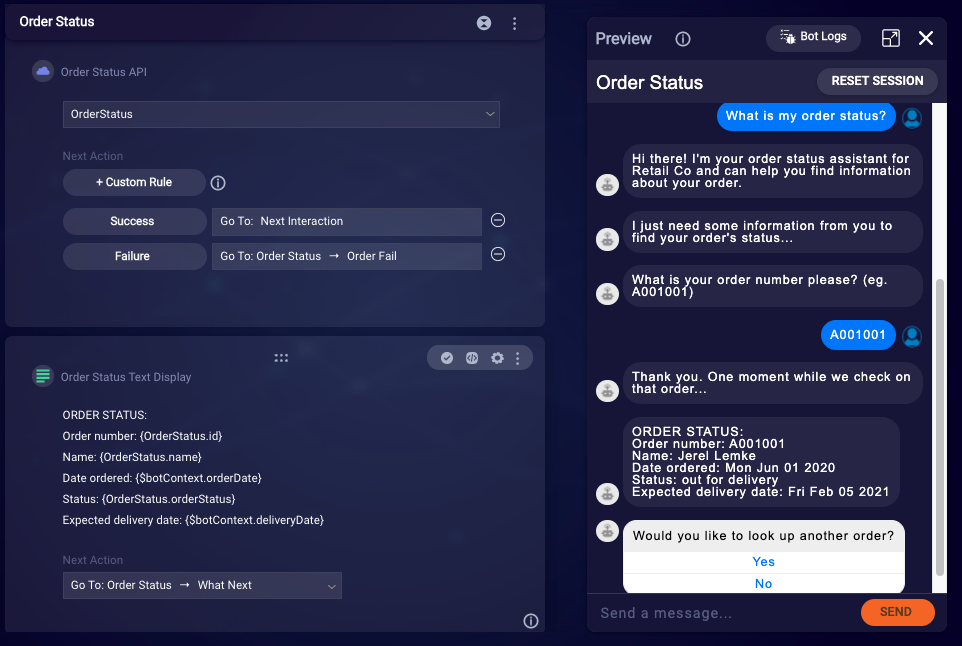 Order Status
Order Status API
OrderStatus
Next Action
+ Custom Rule
Success
Go To: Next Interaction
Failure
Go To: Order Status → Order Fail
Order Status Text Display
ORDER STATUS:
Order number: {OrderStatus.id}
Name: {OrderStatus.name}
Date ordered: {$botContext.orderDate}
Status: {OrderStatus.orderStatus}
Expected delivery date: {$botContext.deliveryDate}
Next Action
Go To: Order Status → What Next
Preview
Bot Logs
Order Status
RESET SESSION
What is my order status?
Hi there! I'm your order status assistant for
Retail Co and can help you find information
about your order.
I just need some information from you to
find your order's status...
What is your order number please? (eg.
A001001)
A001001
Thank you. One moment while we check on
that order...
ORDER STATUS:
Order number: A001001
Name: Jerel Lemke
Date ordered: Mon Jun 01 2020
Status: out for delivery
Expected delivery date: Fri Feb 05 2021
Would you like to look up another order?
Yes
No
Send a message...
SEND